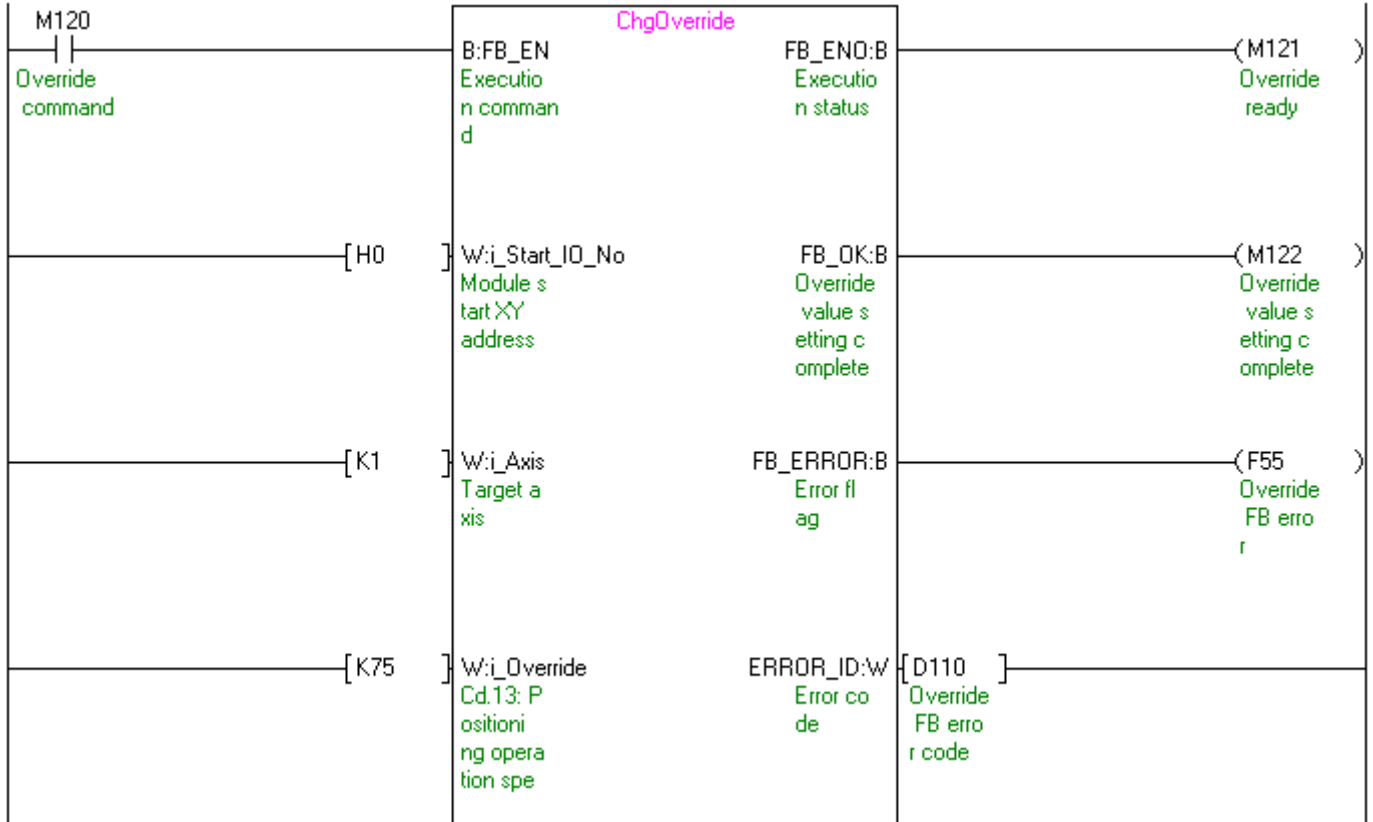 M120
ChgOverride
B:FB_EN
FB_ENO:B
(M121 )
Override
command
Executio
n comman
d
Executio
n status
Override
ready
[H0 ]
W:i_Start_IO_No
FB_OK:B
(M122 )
Module s
tart XY
address
Override
value s
etting c
omplete
Override
value s
etting c
omplete
[K1 ]
W:i_Axis
FB_ERROR:B
(F55 )
Target a
xis
Error fl
ag
Override
FB erro
r
[K75 ]
W:i_Override
ERROR_ID:W
[D110 ]
Cd.13: P
ositioni
ng opera
tion spe
Error co
de
Override
FB erro
r code